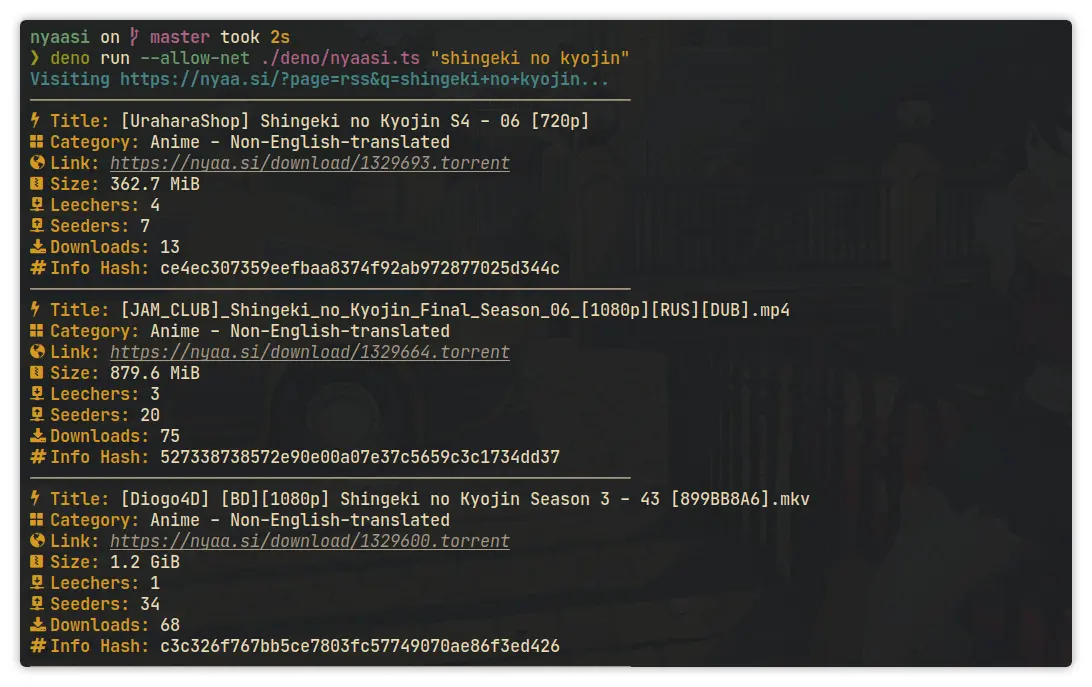 nyaasi on master took 2s
❯ deno run --allow-net ./deno/nyaasi.ts "shingeki no kyojin"
Visiting https://nyaa.si/?page=rss&q=shingeki+no+kyojin...
Title: [UraharaShop] Shingeki no Kyojin S4 - 06 [720p]
Category: Anime - Non-English-translated
Link: https://nyaa.si/download/1329693.torrent
Size: 362.7 MiB
Leechers: 4
Seeders: 7
Downloads: 13
# Info Hash: ce4ec307359eefbaa8374f92ab972877025d344c
Title: [JAM_CLUB]_Shingeki_no_Kyojin_Final_Season_06_[1080p][RUS][DUB].mp4
Category: Anime - Non-English-translated
Link: https://nyaa.si/download/1329664.torrent
Size: 879.6 MiB
Leechers: 3
Seeders: 20
Downloads: 75
# Info Hash: 527338738572e90e00a07e37c5659c3c1734dd37
Title: [Diogo4D] [BD][1080p] Shingeki no Kyojin Season 3 - 43 [899BB8A6].mkv
Category: Anime - Non-English-translated
Link: https://nyaa.si/download/1329600.torrent
Size: 1.2 GiB
Leechers: 1
Seeders: 34
Downloads: 68
# Info Hash: c3c326f767bb5ce7803fc57749070ae86f3ed426